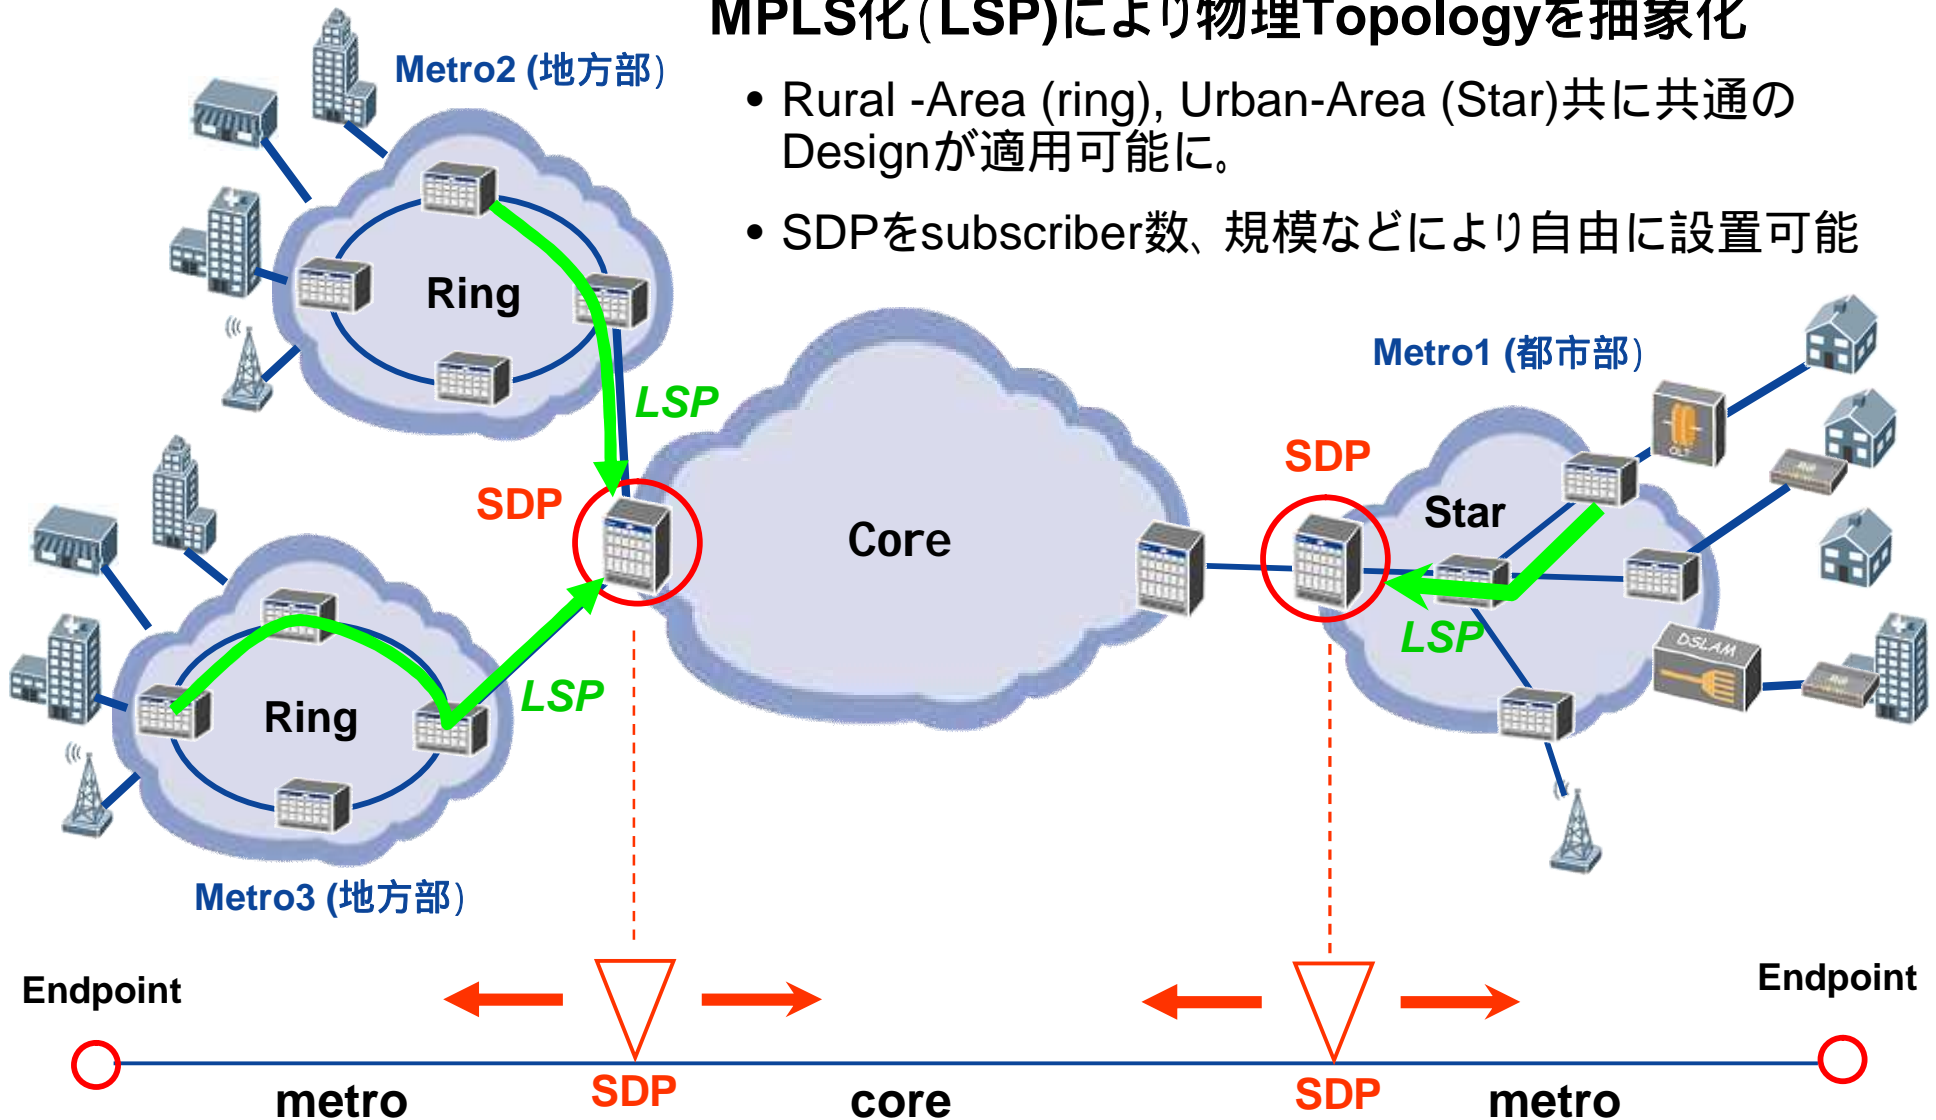 MPLS化(LSP)により物理Topologyを抽象化
Metro2 (地方部)
• Rural -Area (ring), Urban-Area (Star)共に共通の
Designが適用可能に。
• SDPをsubscriber数、規模などにより自由に設置可能
Ring
Metro1 (都市部)
LSP
OLT
SDP
SDP
Star
Core
LSP
DSLAM
LSP
Ring
Metro3 (地方部)
Endpoint
Endpoint
metro
SDP
core
SDP
metro